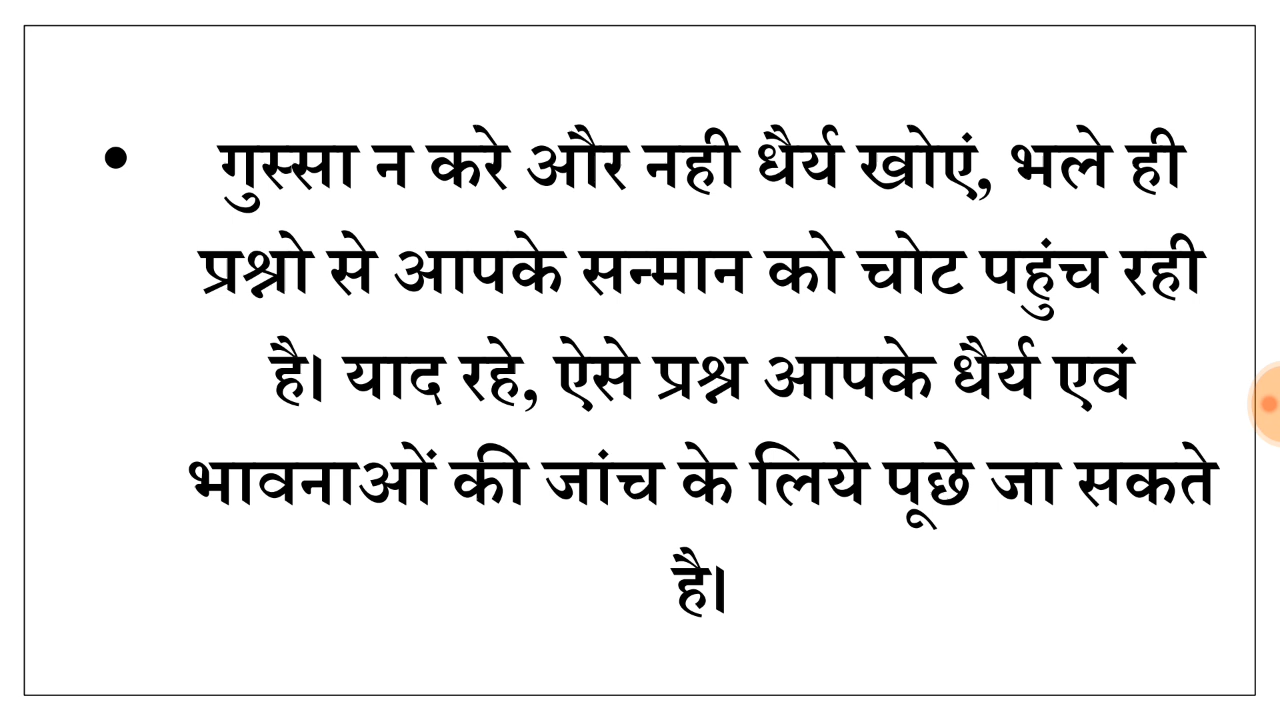 • गुस्सा न करे और नही धैर्य खोएं, भले ही
प्रश्नो से आपके सन्मान को चोट पहुंच रही
है। याद रहे, ऐसे प्रश्न आपके धैर्य एवं
भावनाओं की जांच के लिये पूछे जा सकते
है।